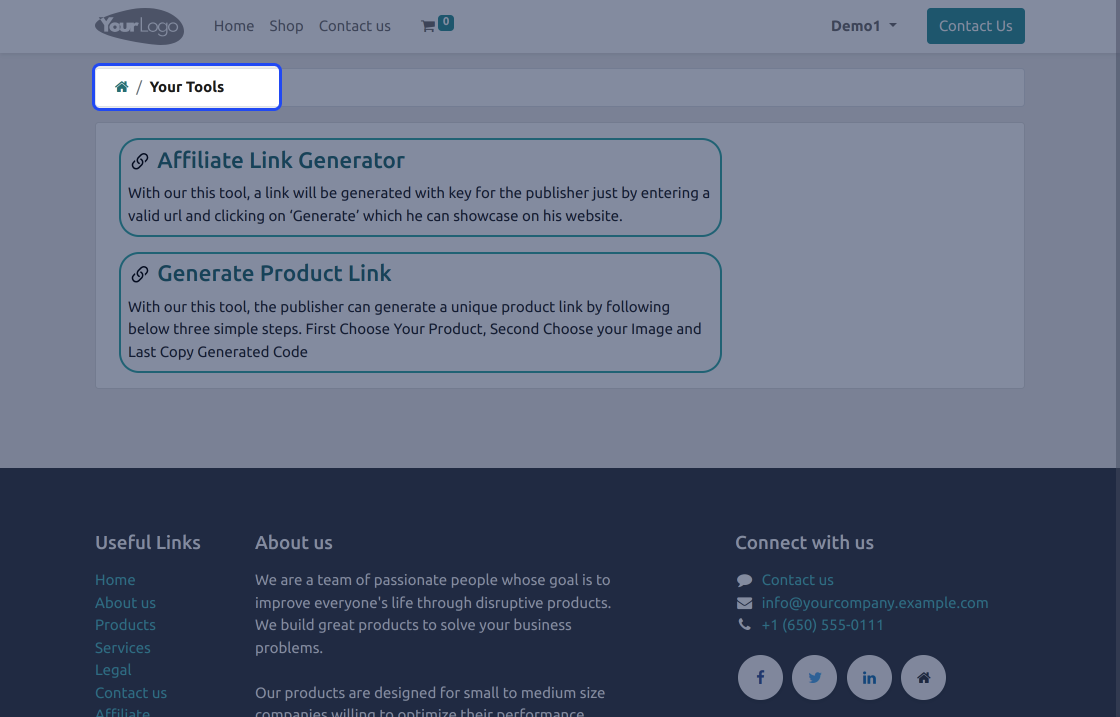 YourLogo
Home Shop Contact us 0 Demo1 Contact Us
/ Your Tools
Affiliate Link Generator
With our this tool, a link will be generated with key for the publisher just by entering a
valid url and clicking on ‘Generate’ which he can showcase on his website.
Generate Product Link
With our this tool, the publisher can generate a unique product link by following
below three simple steps. First Choose Your Product, Second Choose your Image and
Last Copy Generated Code
Useful Links
Home
About us
Products
Services
Legal
Contact us
Affiliate
About us
We are a team of passionate people whose goal is to
improve everyone's life through disruptive products.
We build great products to solve your business
problems.
Our products are designed for small to medium size
companies willing to optimize their performance.
Connect with us
Contact us
info@yourcompany.example.com
+1 (650) 555-0111